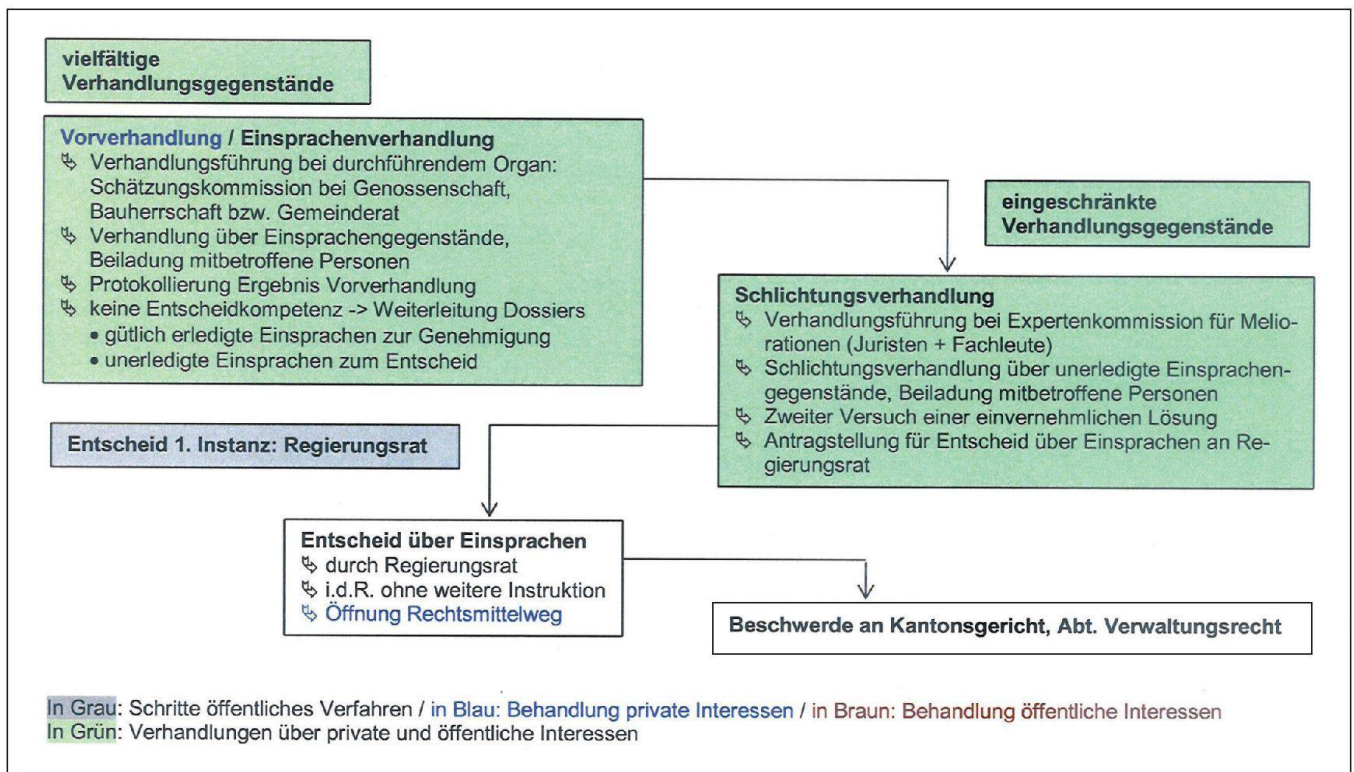 vielfältige
Verhandlungsgegenstände
Vorverhandlung / Einsprachenverhandlung
Verhandlungsführung bei durchführendem Organ:
Schätzungskommission bei Genossenschaft,
Bauherrschaft bzw. Gemeinderat
Verhandlung über Einsprachengegenstände,
Beiladung mitbetroffene Personen
Protokollierung Ergebnis Vorverhandlung
keine Entscheidkompetenz -> Weiterleitung Dossiers
• gütlich erledigte Einsprachen zur Genehmigung
• unerledigte Einsprachen zum Entscheid
eingeschränkte
Verhandlungsgegenstände
Schlichtungsverhandlung
Verhandlungsführung bei Expertenkommission für Melio-
rationen (Juristen + Fachleute)
Schlichtungsverhandlung über unerledigte Einsprachen-
gegenstände, Beiladung mitbetroffene Personen
Zweiter Versuch einer einvernehmlichen Lösung
Antragstellung für Entscheid über Einsprachen an Re-
gierungsrat
Entscheid 1. Instanz: Regierungsrat
Entscheid über Einsprachen
durch Regierungsrat
i.d.R. ohne weitere Instruktion
Öffnung Rechtsmittelweg
Beschwerde an Kantonsgericht, Abt. Verwaltungsrecht
In Grau: Schritte öffentliches Verfahren / in Blau: Behandlung private Interessen / in Braun: Behandlung öffentliche Interessen
In Grün: Verhandlungen über private und öffentliche Interessen